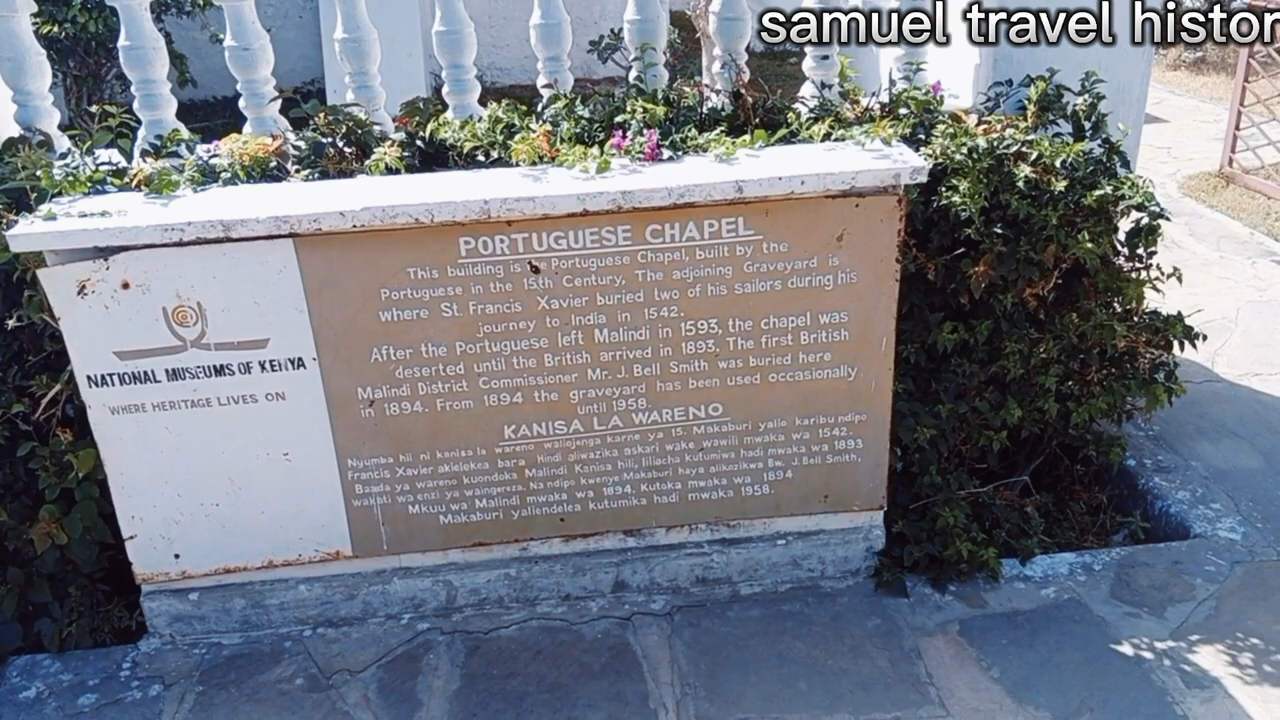 samuel travel histor
PORTUGUESE CHAPEL
This building is the Portuguese Chapel, built by the
Portuguese in the 15th Century, The adjoining Graveyard is
where St. Francis Xavier buried two of his sailors during his
journey to India in 1542.
After the Portuguese left Malindi in 1593, the chapel was
deserted until the British arrived in 1893, The first British
Malindi District Commissioner Mr. J. Bell Smith was buried here
in 1894. From 1894 the graveyard has been used occasionally
until 1958.
KANISA LA WARENO
Nyumba hii ni kanisa la wareno waliojenga karne ya 15. Makaburi yalio karibu ndipo
Francis Xavier akielekea bara Hindi aliwazika askari wake wawili mwaka wa 1542.
Baada ya wareno kuondoka Malindi Kanisa hili, liliacha kutumiwa hadi mwaka wa 1893
wakati wa enzi ya waingereza. Na ndipo kwenye Makaburi haya alikozikwa Bw. J. Bell Smith,
Mkuu wa Malindi mwaka wa 1894. Kutoka mwaka wa 1894
Makaburi yaliendelea kutumika hadi mwaka 1958.
NATIONAL MUSEUMS OF KENYA
WHERE HERITAGE LIVES ON